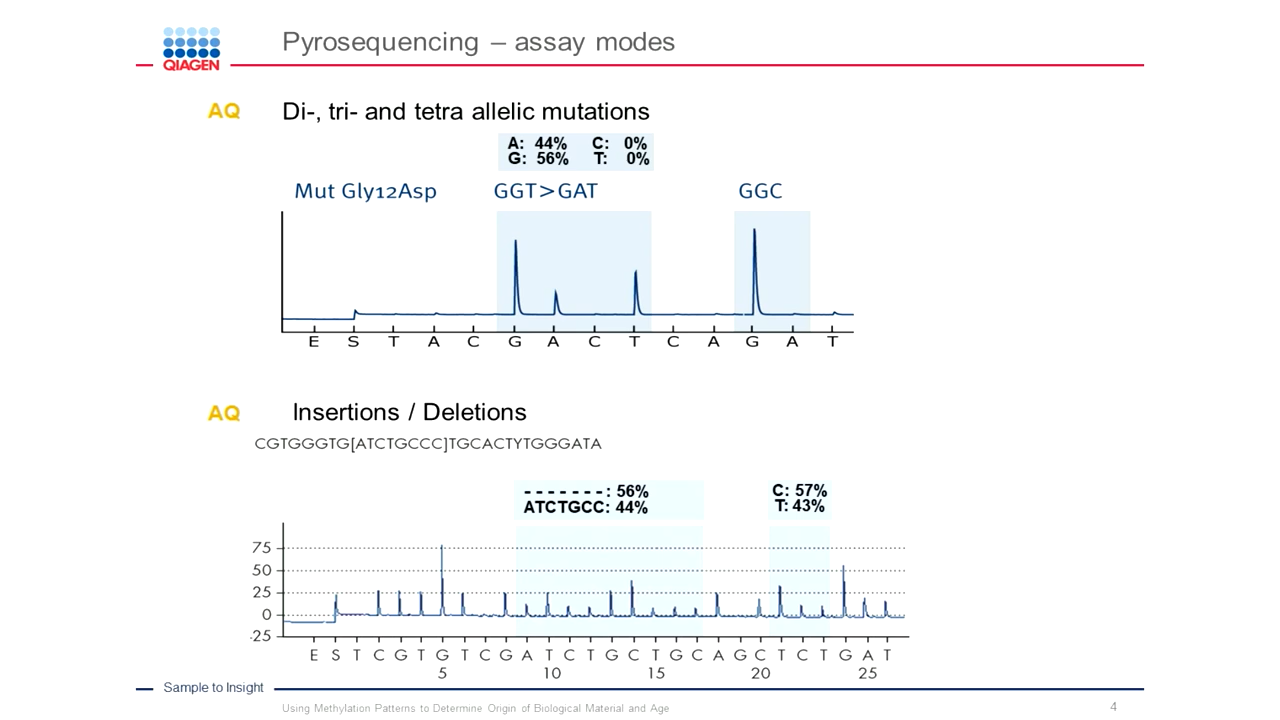 QIAGEN
Pyrosequencing – assay modes
AQ Di-, tri- and tetra allelic mutations
A: 44% C: 0%
G: 56% T: 0%
Mut Gly12Asp GGT>GAT GGC
E S T A C G A C T C A G A T
AQ Insertions / Deletions
CGTGGGTG[ATCTGCCC]TGCACTYTGGGATA
-------: 56% C: 57%
ATCTGCC: 44% T: 43%
75
50
25
0
-25
E S T C G T G T C G A T C T G C T G C A G C T C T G A T
5 10 15 20 25
Sample to Insight
Using Methylation Patterns to Determine Origin of Biological Material and Age 4